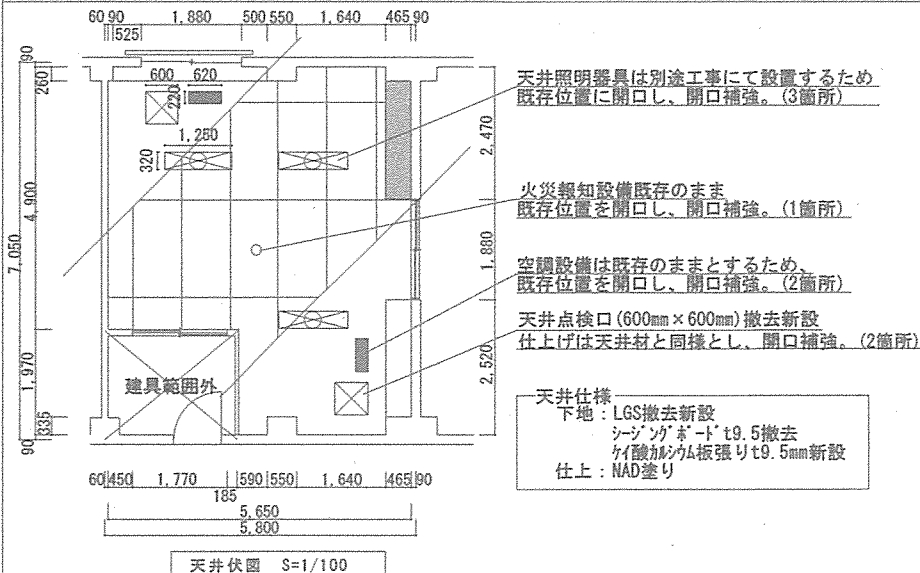 60 90 1,880 500 550 1,640 465 90
525
90
260
4,900
7,050
1,970
335
90
600 620
220
1,250
320
2,470
1,880
2,520
建具範囲外
天井照明器具は別途工事にて設置するため
既存位置に開口し、開口補強。(3箇所)
火災報知設備既存のまま
既存位置を開口し、開口補強。(1箇所)
空調設備は既存のままとするため、
既存位置を開口し、開口補強。(2箇所)
天井点検口(600mm×600mm)撤去新設
仕上げは天井材と同様とし、開口補強。(2箇所)
天井仕様
下地:LGS撤去新設
シージングボードt9.5撤去
ケイ酸カルシウム板張りt9.5mm新設
仕上:NAD塗り
60 450 1,770 590 550 1,640 465 90
185
5,650
5,800
天井伏図 S=1/100